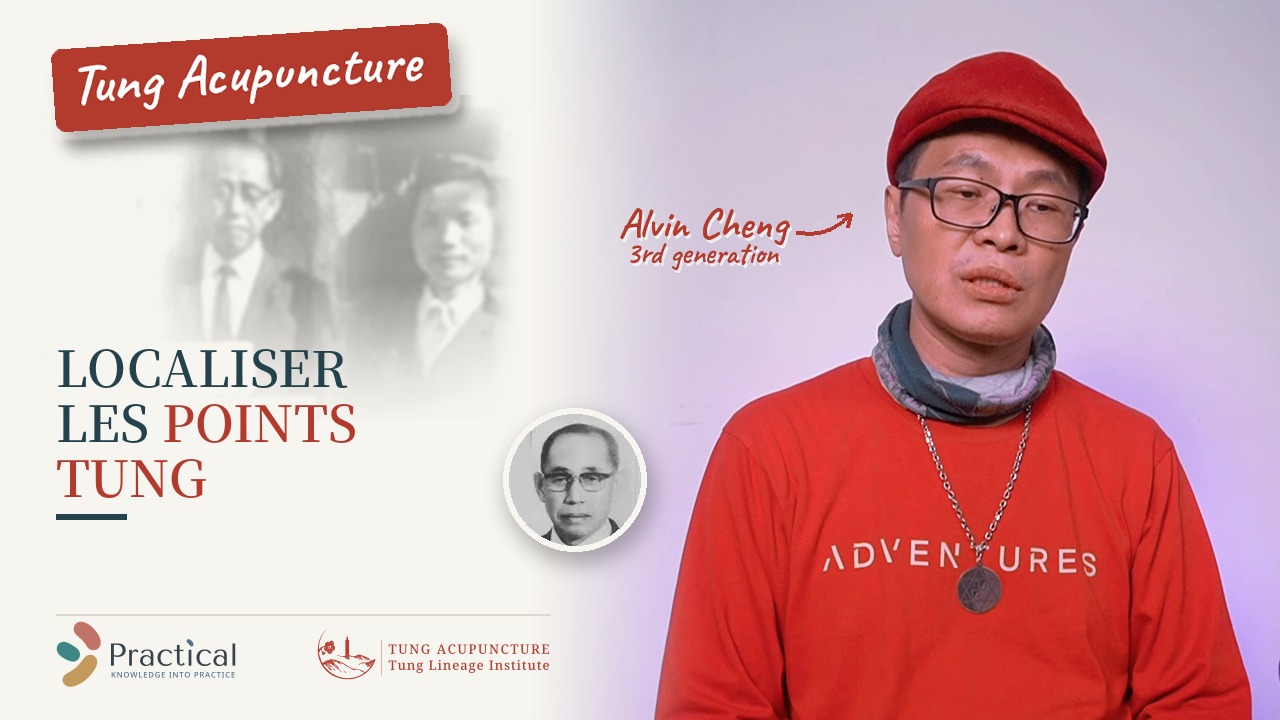 Tung Acupuncture
Alvin Cheng
3rd generation
LOCALISER
LES POINTS
TUNG
ADVENTURES
Practical
KNOWLEDGE INTO PRACTICE
TUNG ACUPUNCTURE
Tung Lineage Institute